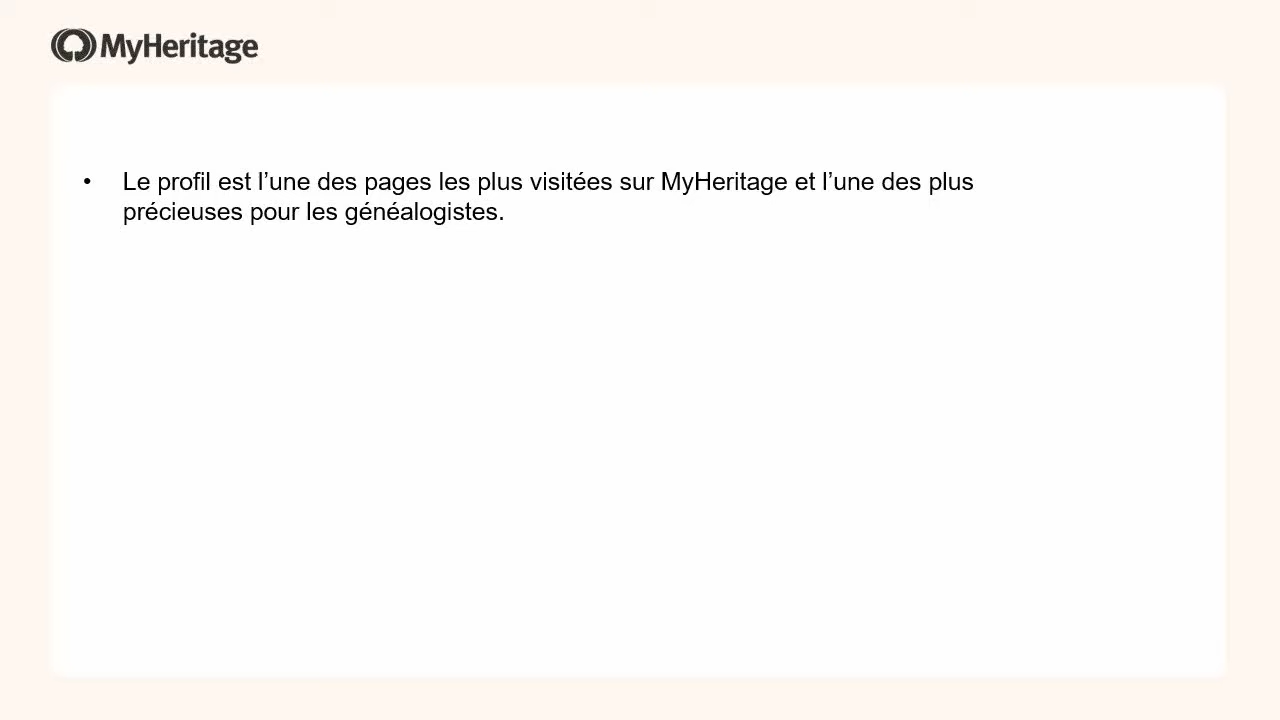 MyHeritage
• Le profil est l’une des pages les plus visitées sur MyHeritage et l’une des plus
précieuses pour les généalogistes.